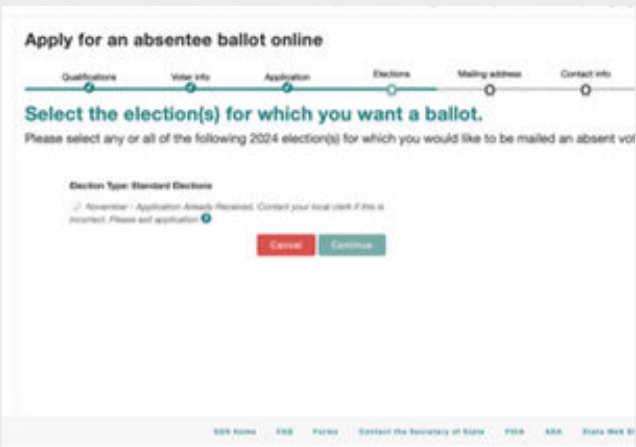 Apply for an absentee ballot online
Qualifications Voter info Application Elections Mailing address Contact info
Select the election(s) for which you want a ballot.
Please select any or all of the following 2024 election(s) for which you would like to be mailed an absent vot
Election Type: Standard Elections
November - Application Already Received. Contact your local clerk if this is
incorrect. Please exit application
Cancel Continue
SOS Home FAQ Forms Contact the Secretary of State FOIA ADA State Web Si